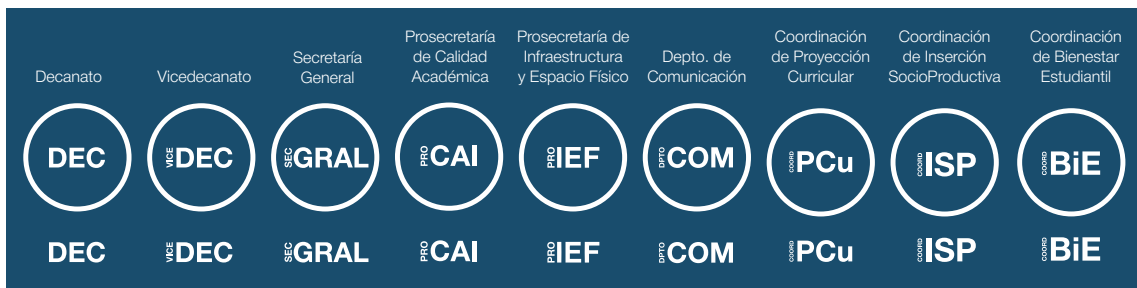 Decanato
Vicedecanato
Secretaría
General
Prosecretaría
de Calidad
Académica
Prosecretaría de
Infraestructura
y Espacio Físico
Depto. de
Comunicación
Coordinación
de Proyección
Curricular
Coordinación
de Inserción
SocioProductiva
Coordinación
de Bienestar
Estudiantil
DEC
VICE DEC
SEC GRAL
PRO CAI
PRO IEF
DPTO COM
COORD PCu
COORD ISP
COORD BiE
DEC
VICE DEC
SEC GRAL
PRO CAI
PRO IEF
DPTO COM
COORD PCu
COORD ISP
COORD BiE